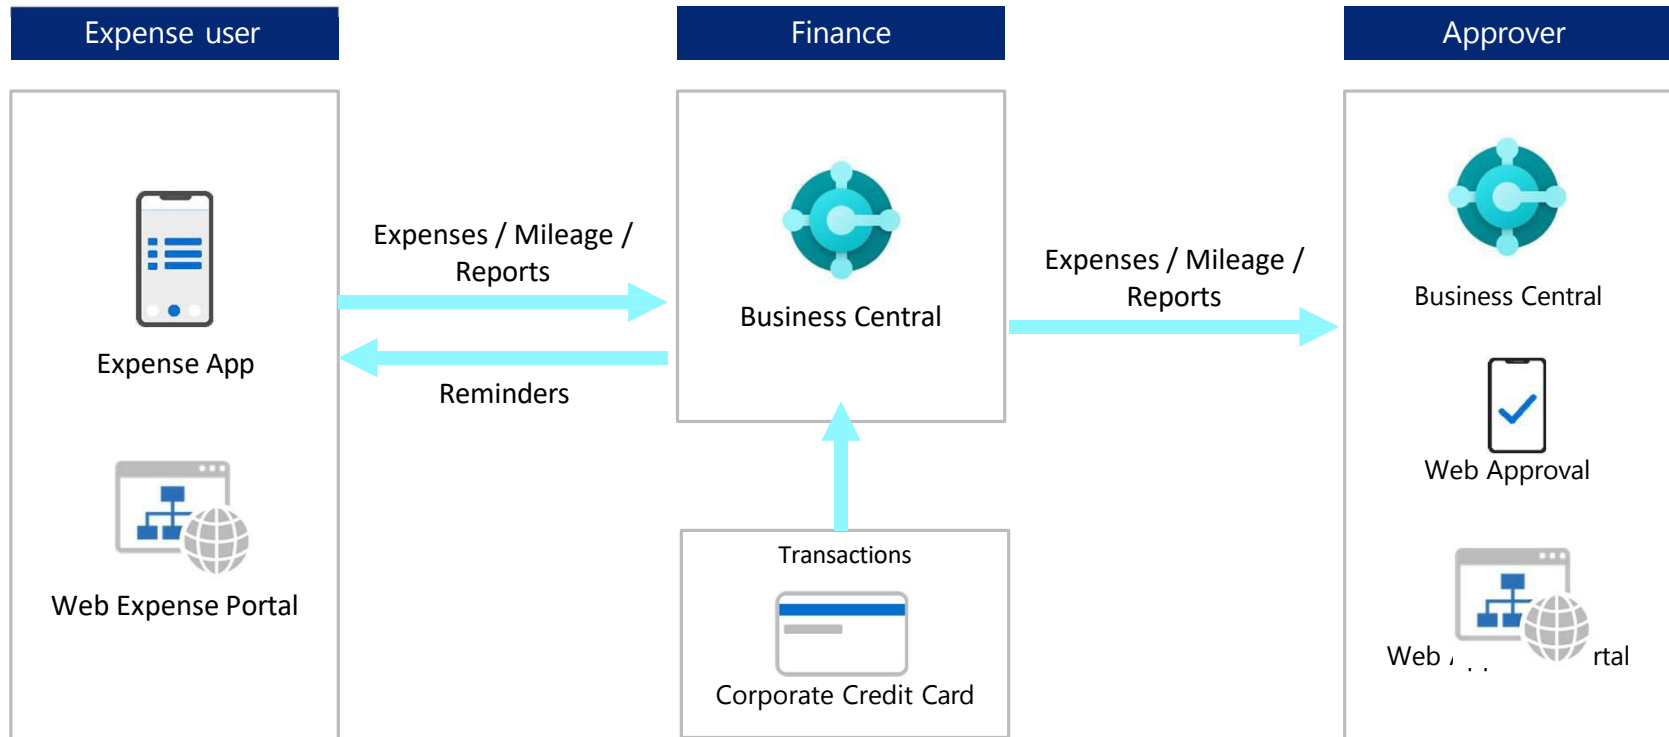 Expense user
Finance
Approver
Expense App
Web Expense Portal
Expenses / Mileage /
Reports
Reminders
Business Central
Transactions
Corporate Credit Card
Expenses / Mileage /
Reports
Business Central
Web Approval
Web